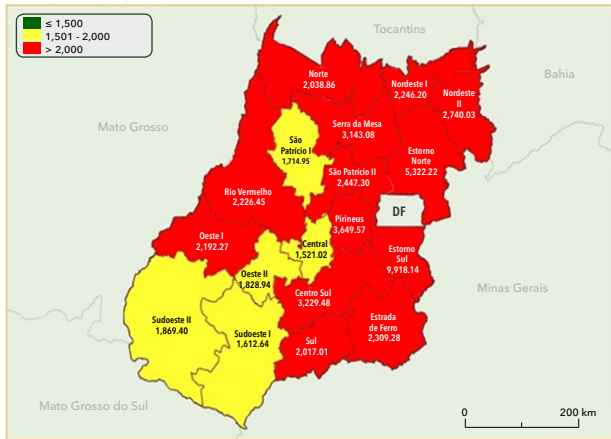 ≤ 1,500
1,501 - 2,000
> 2,000
Tocantins
Bahia
Mato Grosso
Minas Gerais
Mato Grosso do Sul
Norte
2,038.86
Nordeste I
2,246.20
Nordeste
II
2,740.03
Serra da Mesa
3,143.08
São
Patrício I
1,714.95
Estorno
Norte
5,322.22
São Patrício II
2,447.30
Rio Vermelho
2,226.45
DF
Pirineus
3,649.57
Oeste I
2,192.27
Central
1,521.02
Estorno
Sul
9,918.14
Oeste II
1,828.94
Centro Sul
3,229.48
Sudoeste II
1,869.40
Sudoeste I
1,612.64
Estrada
de Ferro
2,309.28
Sul
2,017.01
0
200 km